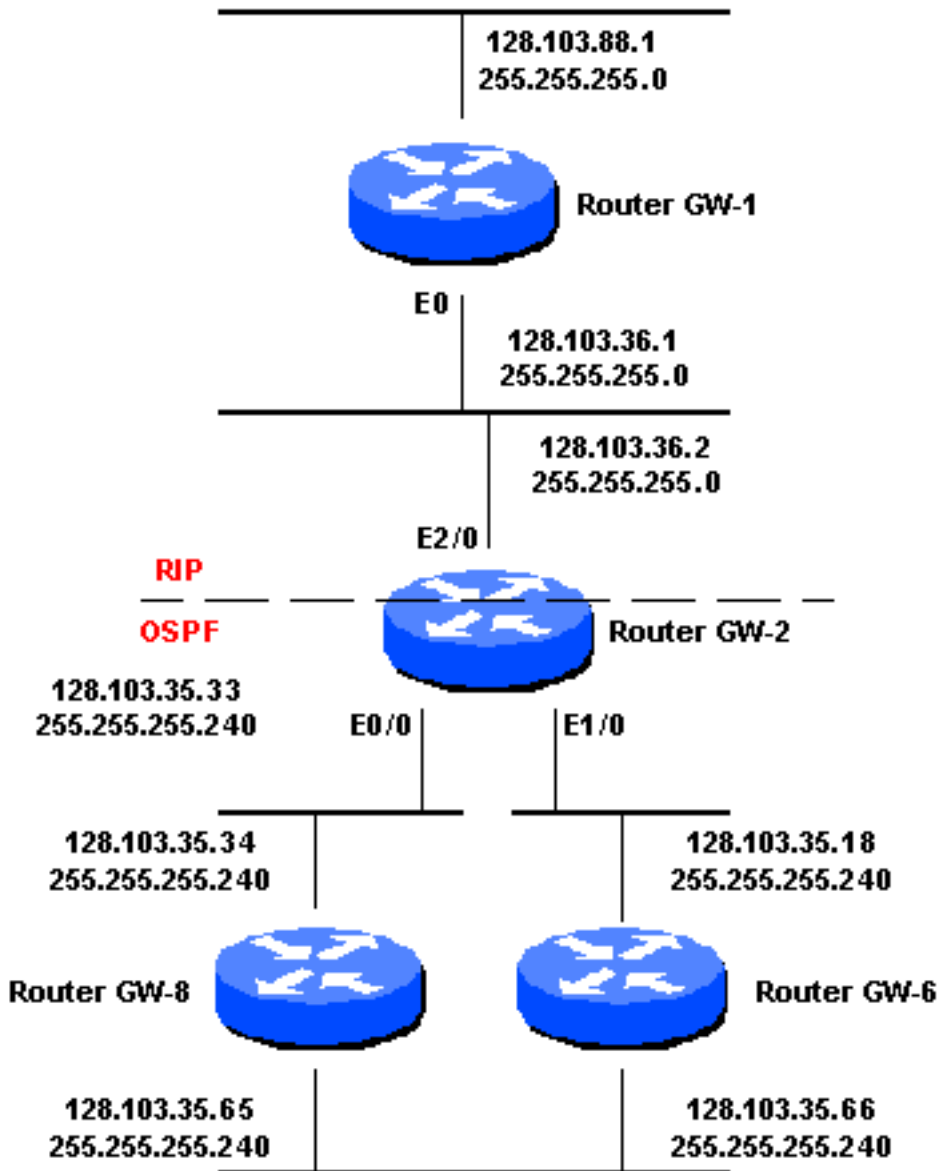 128.103.88.1
255.255.255.0
Router GW-1
E0
128.103.36.1
255.255.255.0
128.103.36.2
255.255.255.0
E2/0
RIP
OSPF
Router GW-2
128.103.35.33
255.255.255.240
E0/0
E1/0
128.103.35.34
255.255.255.240
128.103.35.18
255.255.255.240
Router GW-8
Router GW-6
128.103.35.65
255.255.255.240
128.103.35.66
255.255.255.240